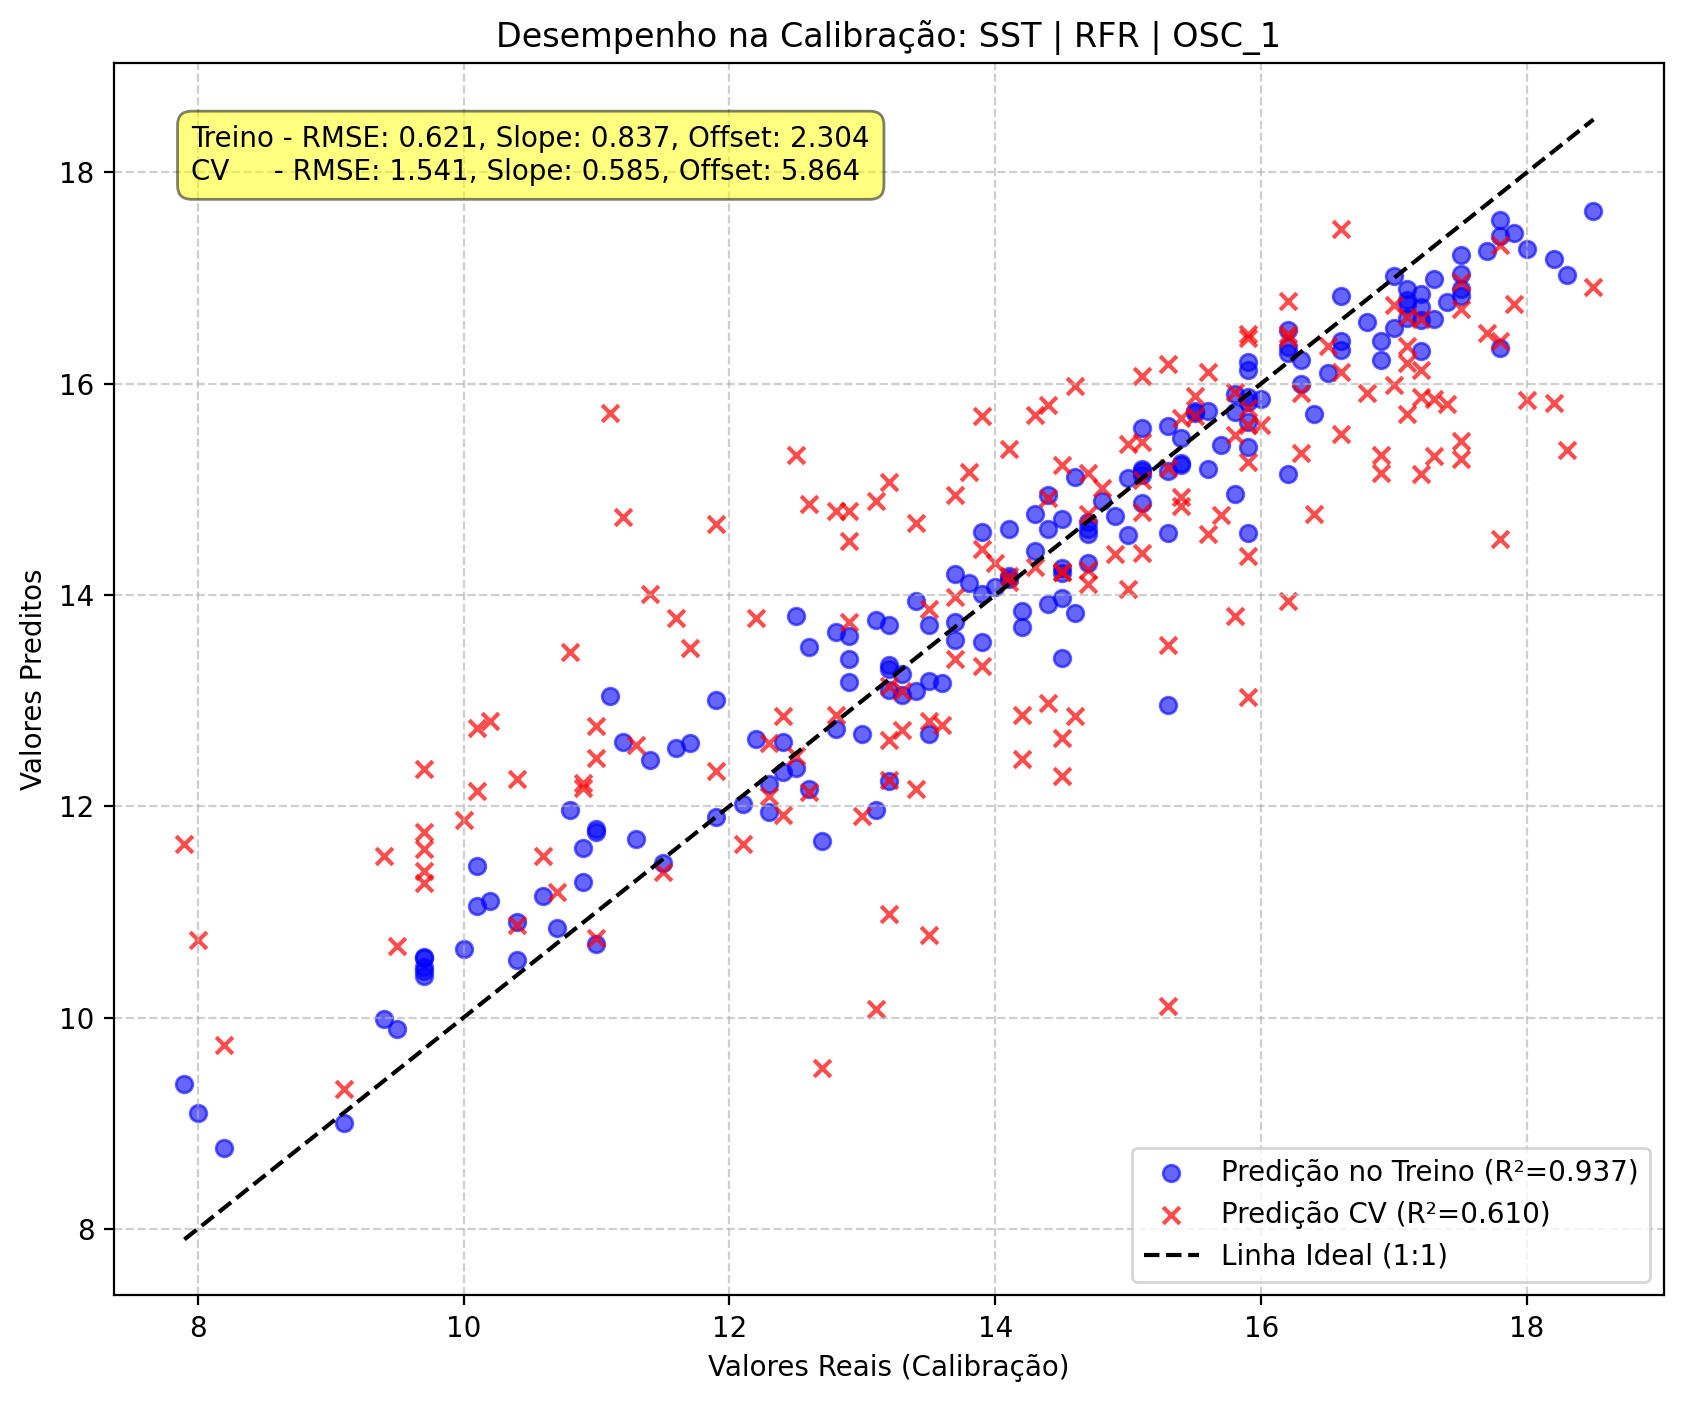 Desempenho na Calibração: SST | RFR | OSC_1
Treino - RMSE: 0.621, Slope: 0.837, Offset: 2.304
CV - RMSE: 1.541, Slope: 0.585, Offset: 5.864
18
16
14
12
10
8
Valores Preditos
Predição no Treino (R²=0.937)
Predição CV (R²=0.610)
Linha Ideal (1:1)
8 10 12 14 16 18
Valores Reais (Calibração)